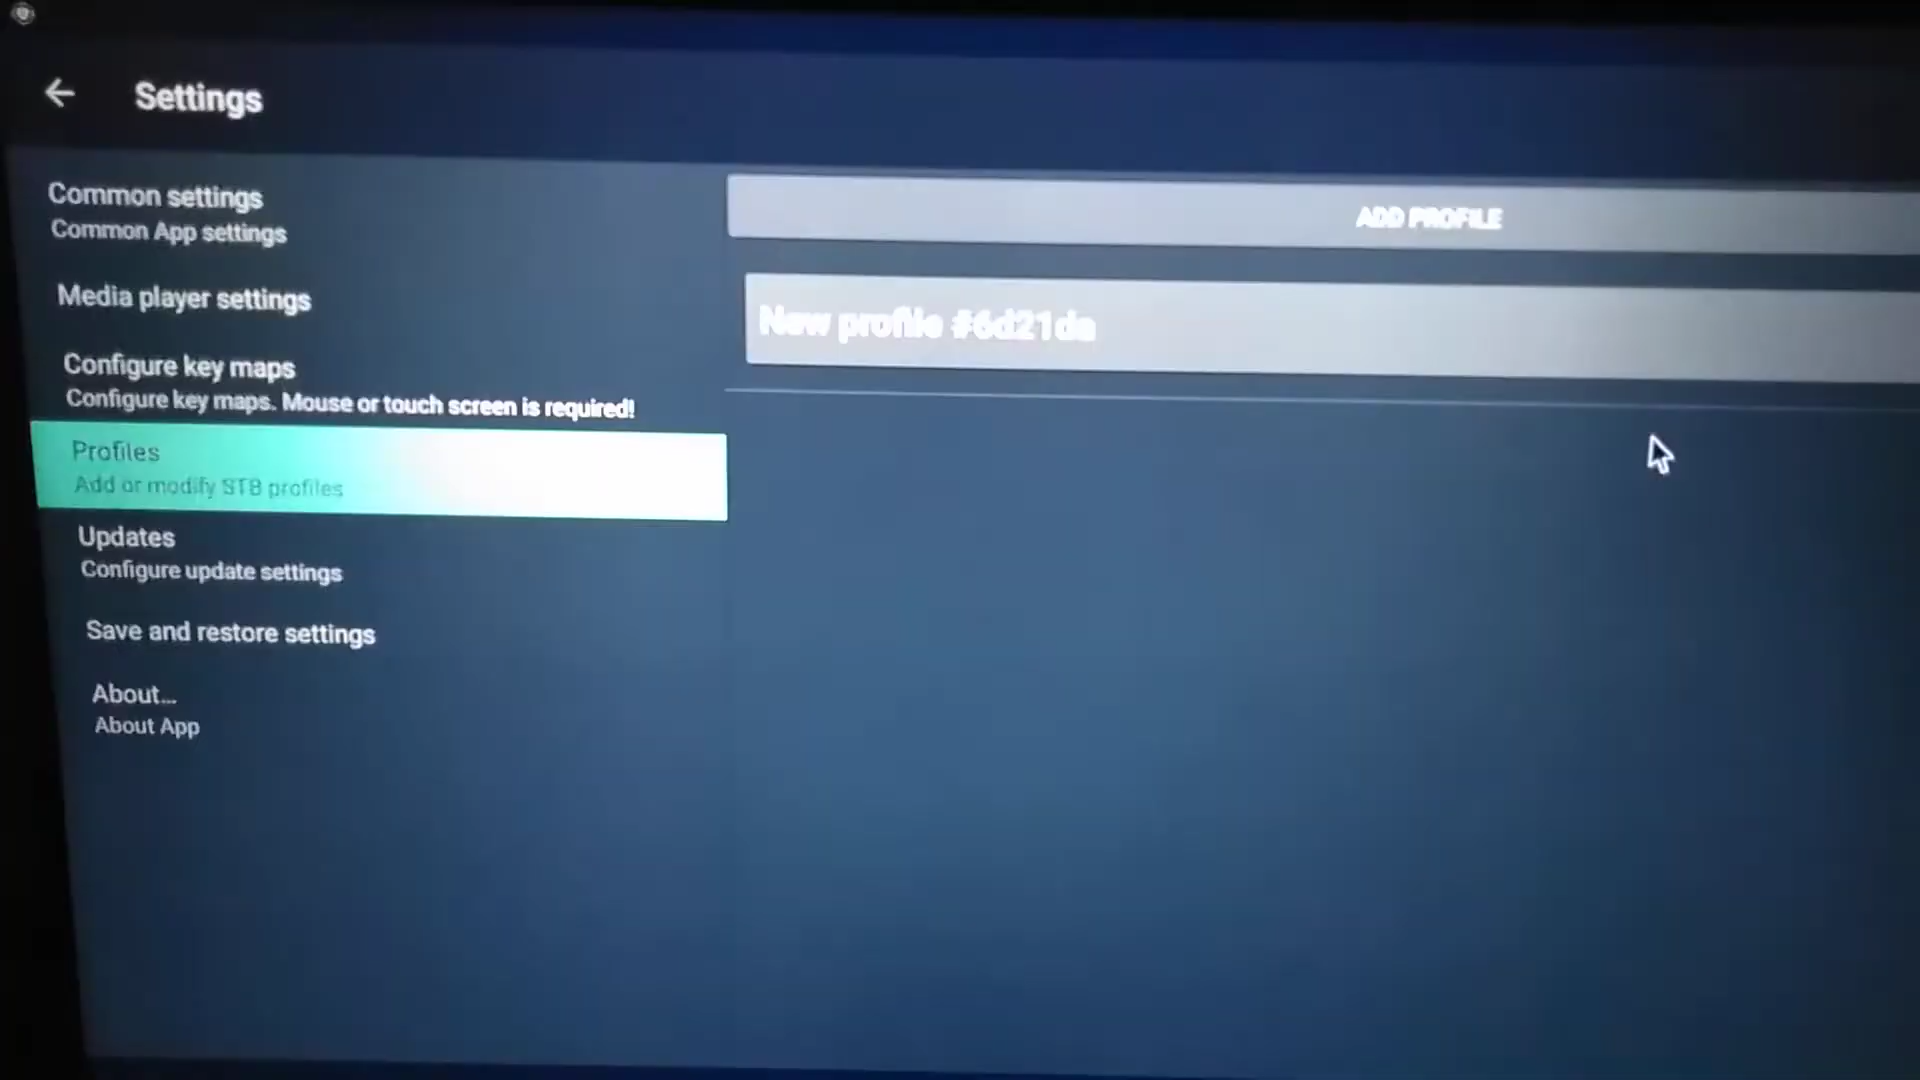 Settings
Common settings
Common App settings
Media player settings
Configure key maps
Configure key maps. Mouse or touch screen is required!
Profiles
Add or modify STB profiles
Updates
Configure update settings
Save and restore settings
About...
About App
ADD PROFILE
New profile #6d21da